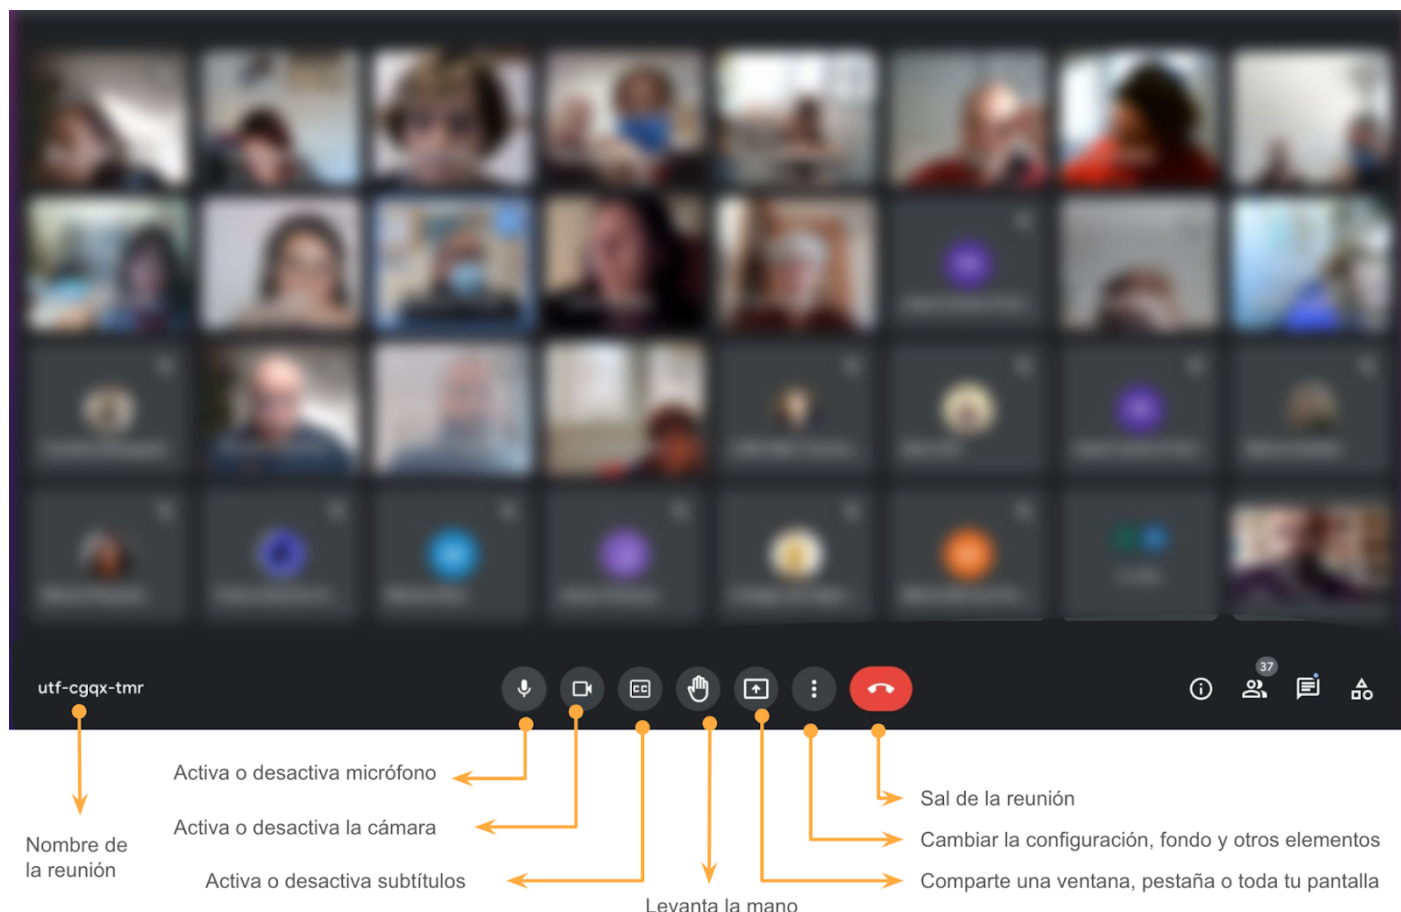 utf-cgqx-tmr
CC
37
Activa o desactiva micrófono
Sal de la reunión
Activa o desactiva la cámara
Nombre de
la reunión
Cambiar la configuración, fondo y otros elementos
Activa o desactiva subtítulos
Comparte una ventana, pestaña o toda tu pantalla
Levanta la mano